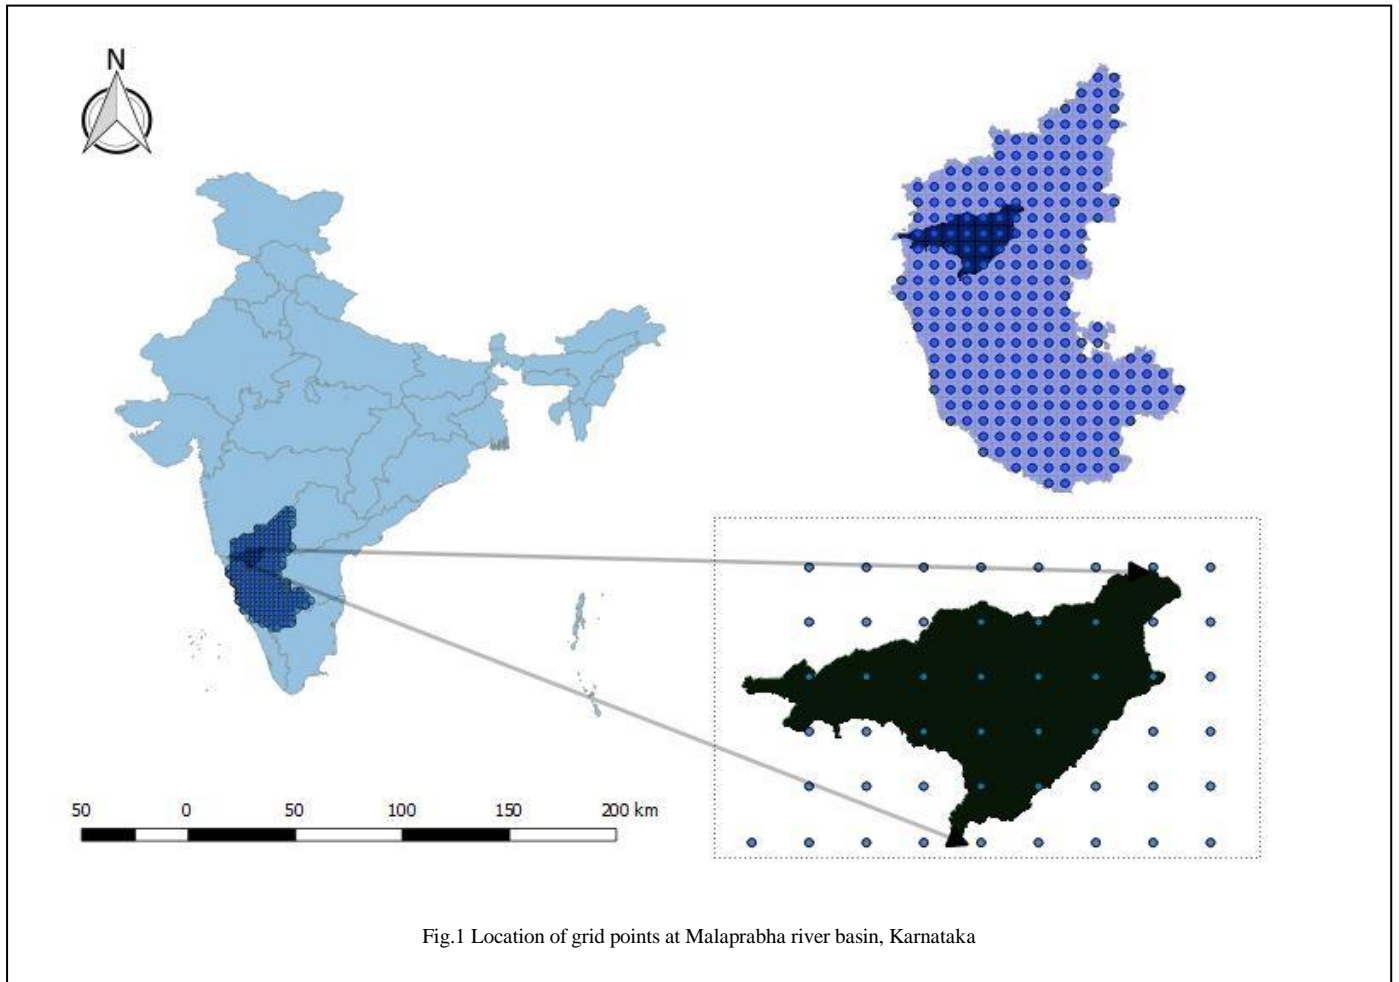 N
50 0 50 100 150 200 km
Fig.1 Location of grid points at Malaprabha river basin, Karnataka